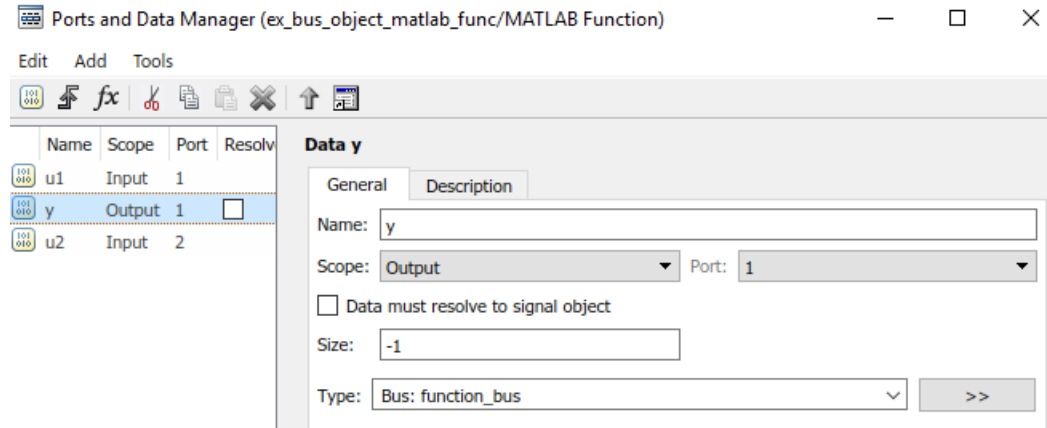 Ports and Data Manager (ex_bus_object_matlab_func/MATLAB Function)
Edit Add Tools
fx
Name Scope Port Resolv
u1 Input 1
y Output 1
u2 Input 2
Data y
General Description
Name: y
Scope: Output Port: 1
Data must resolve to signal object
Size: -1
Type: Bus: function_bus >>